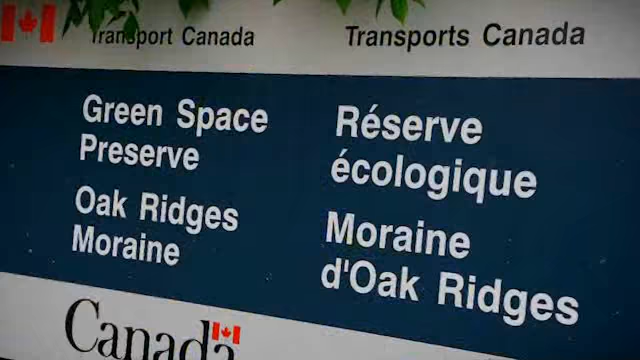 Transport Canada
Transports Canada
Green Space
Preserve
Oak Ridges
Moraine
Réserve
écologique
Moraine
d'Oak Ridges
Canada